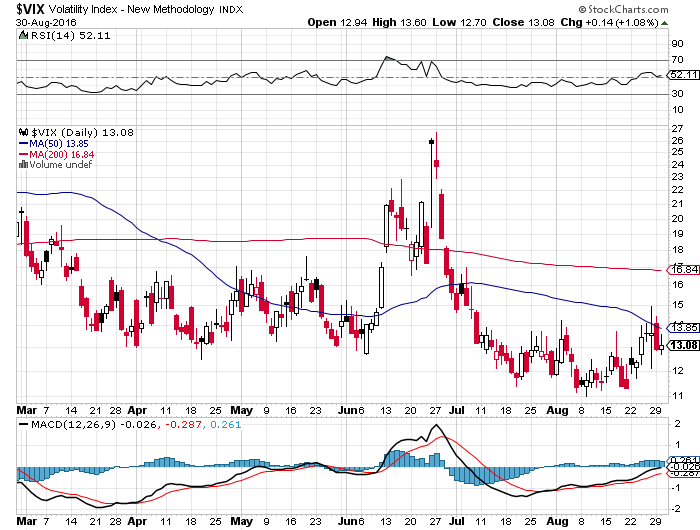 $VIX Volatility Index - New Methodology INDX
© StockCharts.com
30-Aug-2016
Open 12.94 High 13.60 Low 12.70 Close 13.08 Chg +0.14 (+1.08%)
RSI(14) 52.11
90
70
52.11
30
10
$VIX (Daily) 13.08
MA(50) 13.85
MA(200) 16.84
Volume undef
27
26
25
24
23
22
21
20
19
18
16.84
16
15
13.85
13.08
12
11
Mar 7 14 21 Apr 11 18 25 May 9 16 23 Jun 6 13 20 27 Jul 11 18 25 Aug 8 15 22 29
MACD(12,26,9) -0.026, -0.287, 0.261
2
1
0.261
-0.026
-0.287
-1
-2
Mar 7 14 21 Apr 11 18 25 May 9 16 23 Jun 6 13 20 27 Jul 11 18 25 Aug 8 15 22 29